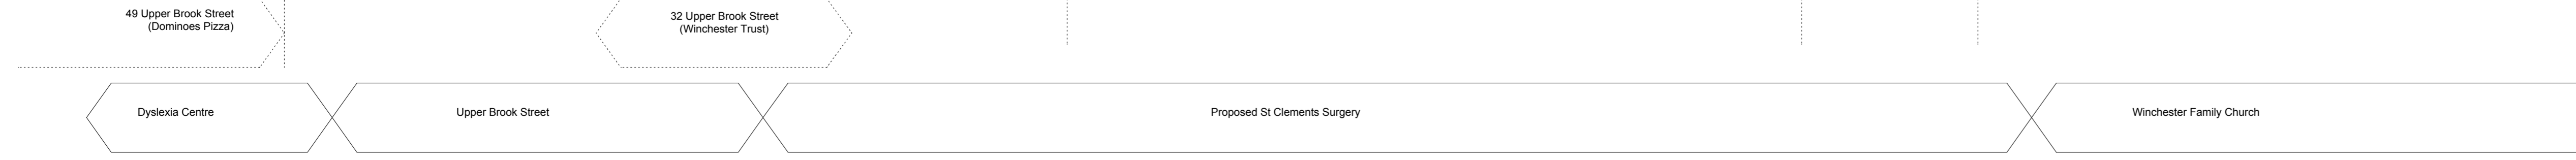 49 Upper Brook Street
(Dominoes Pizza)
32 Upper Brook Street
(Winchester Trust)
Dyslexia Centre
Upper Brook Street
Proposed St Clements Surgery
Winchester Family Church